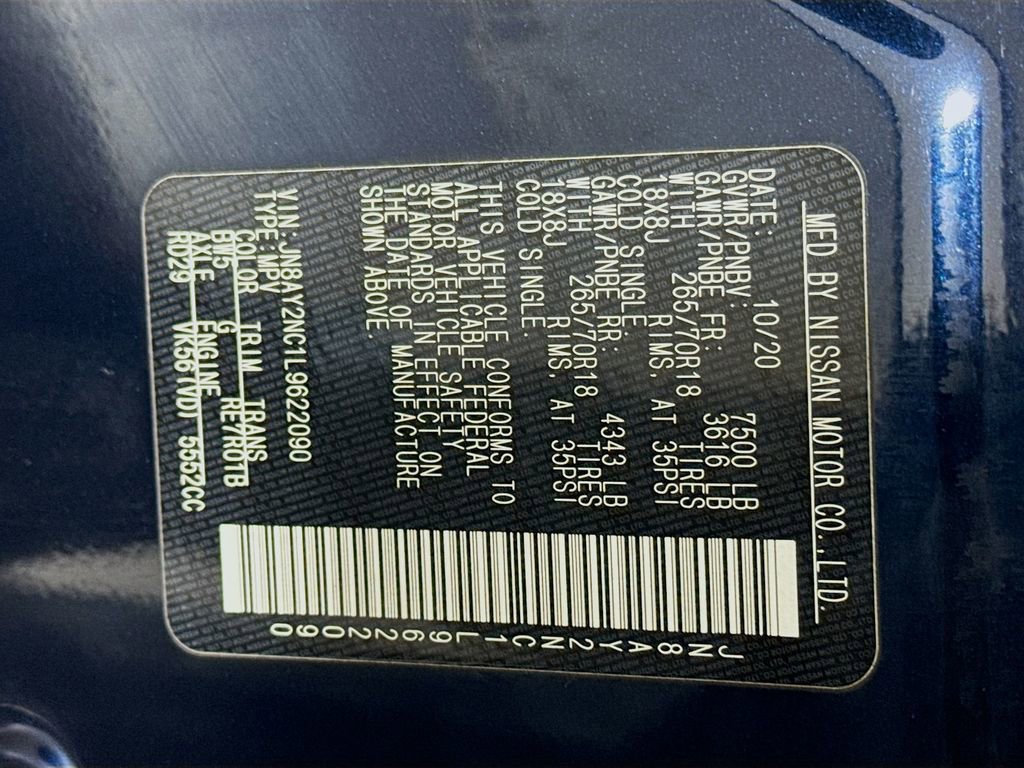 MFD BY NISSAN MOTOR CO.,LTD.
DATE: 10/20
GVWR/PNBV: 7500 LB
GAWR/PNBE FR: 3616 LB
WITH 265/70R18 TIRES
18X8J RIMS, AT 35PSI
COLD SINGLE.
GAWR/PNBE RR: 4343 LB
WITH 265/70R18 TIRES
18X8J RIMS, AT 35PSI
COLD SINGLE.
THIS VEHICLE CONFORMS TO
ALL APPLICABLE FEDERAL
MOTOR VEHICLE SAFETY
STANDARDS IN EFFECT ON
THE DATE OF MANUFACTURE
SHOWN ABOVE.
VIN:JN8AY2NC1L9622090
TYPE:MPV
COLOR TRIM TRANS
BW5 G RE7R01B
AXLE ENGINE
RD29 VK56(VD) 5552CC
JN8AY2NC1L9622090